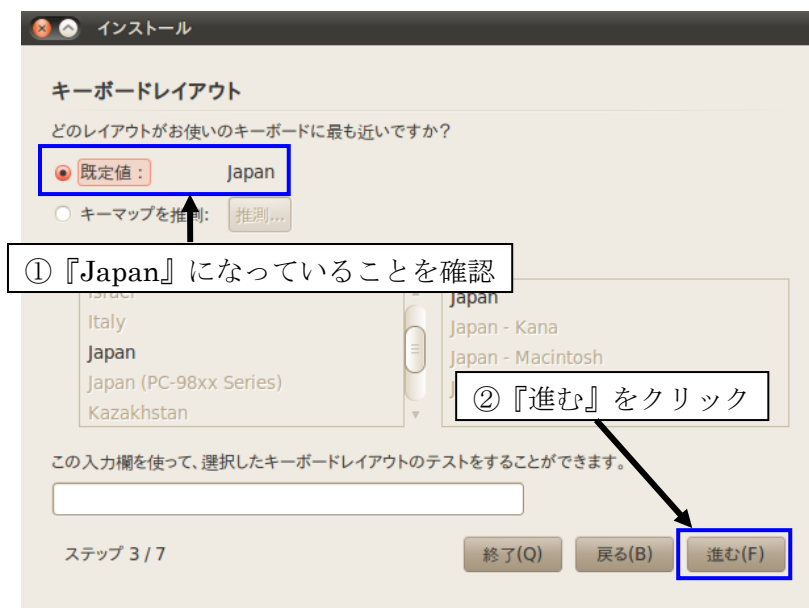 インストール
キーボードレイアウト
どのレイアウトがお使いのキーボードに最も近いですか?
既定値: Japan
キーマップを推測: 推測...
①『Japan』になっていることを確認
Israel
Japan
Italy
Japan - Kana
Japan
Japan - Macintosh
Japan (PC-98xx Series)
Kazakhstan
②『進む』をクリック
この入力欄を使って、選択したキーボードレイアウトのテストをすることができます。
ステップ 3 / 7
終了(Q)
戻る(B)
進む(F)